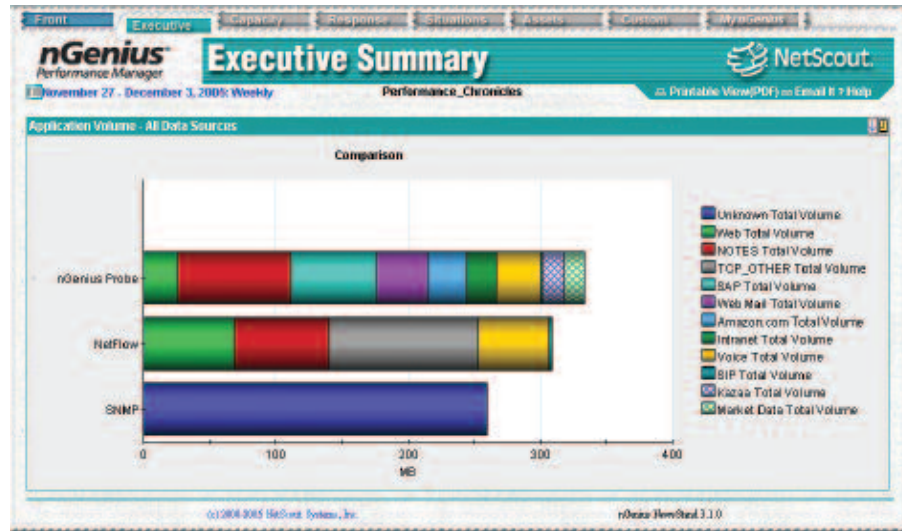 Front Executive Capacity Response Situations Assets Custom MynGenius
nGenius
Performance Manager
Executive Summary
NetScout.
November 27 - December 3, 2005: Weekly
Performance_Chronicles
Printable View(PDF) Email It ? Help
Application Volume - All Data Sources
Comparison
nGenius Probe
NetFlow
SNMP
0 100 200 300 400
MB
Unknown Total Volume
Web Total Volume
NOTES Total Volume
TCP_OTHER Total Volume
SAP Total Volume
Web Mail Total Volume
Amazon.com Total Volume
Intranet Total Volume
Voice Total Volume
SIP Total Volume
Kazaa Total Volume
Market Data Total Volume
(c) 2000-2005 NetScout Systems, Inc.
nGenius NewsStand 3.1.0